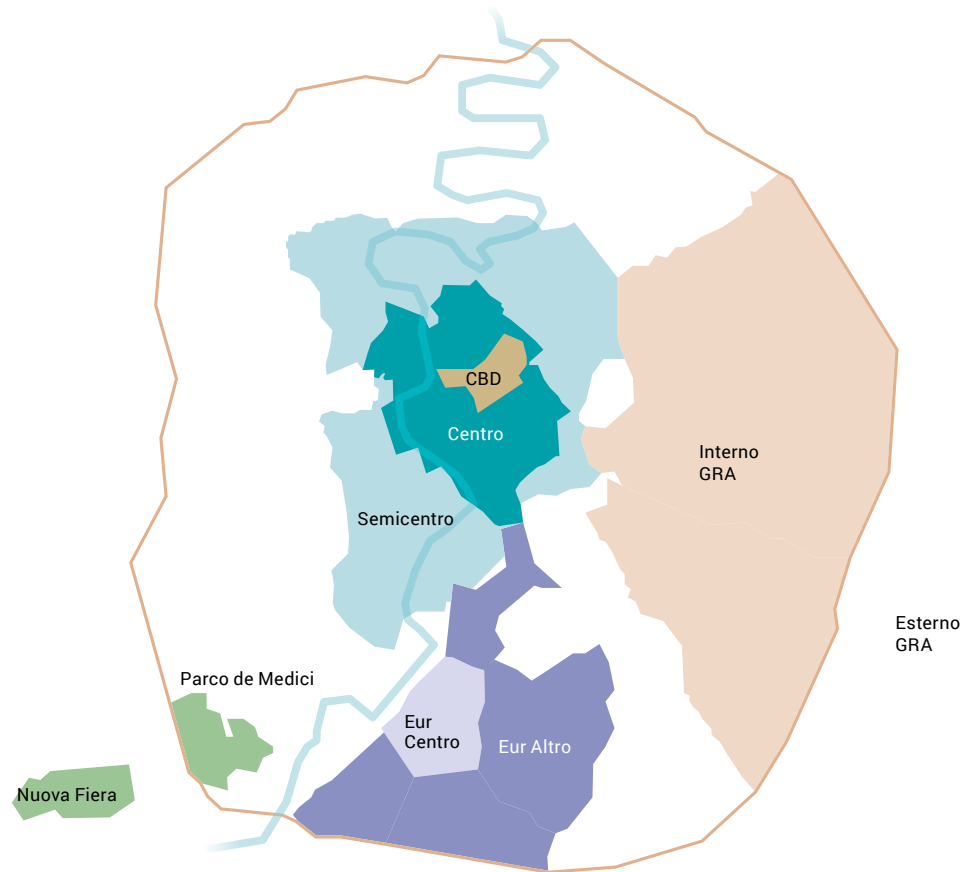 CBD
Centro
Interno
GRA
Semicentro
Esterno
GRA
Parco de Medici
Eur
Centro
Eur Altro
Nuova Fiera